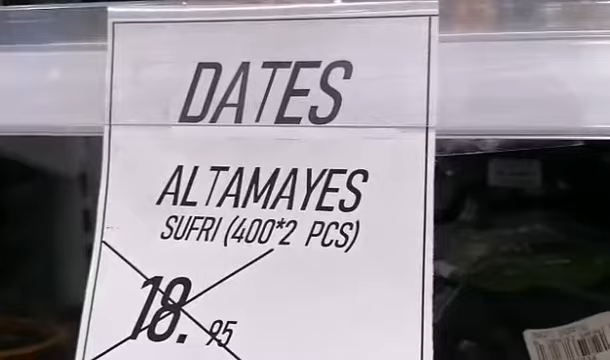 DATES
ALTAMAYES
SUFRI (400*2 PCS)
18.95